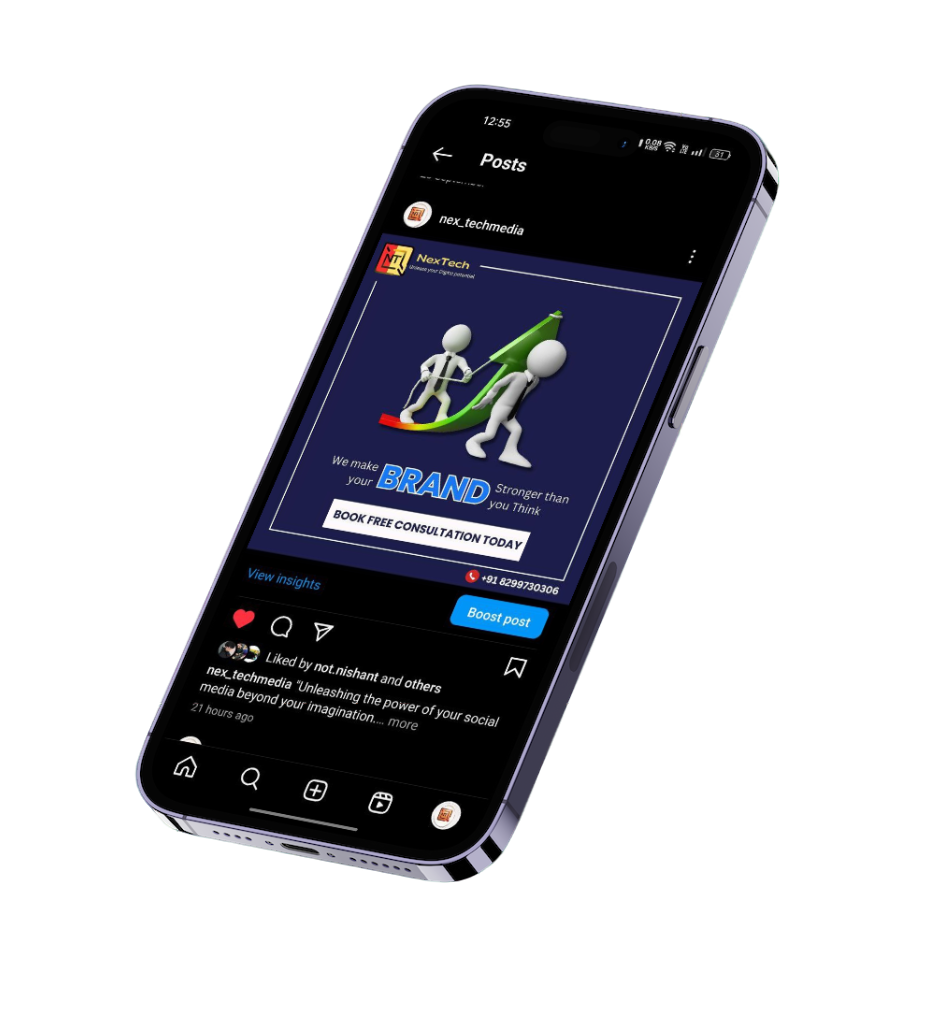 12:55
0.08
KB/S
31
Posts
nex_techmedia
NT
NexTech
Unleash your Digital potential
We make
your
BRAND
Stronger than
you Think
BOOK FREE CONSULTATION TODAY
+91 8299730306
View insights
Boost post
Liked by not.nishant and others
nex_techmedia "Unleashing the power of your social
media beyond your imagination.... more
21 hours ago